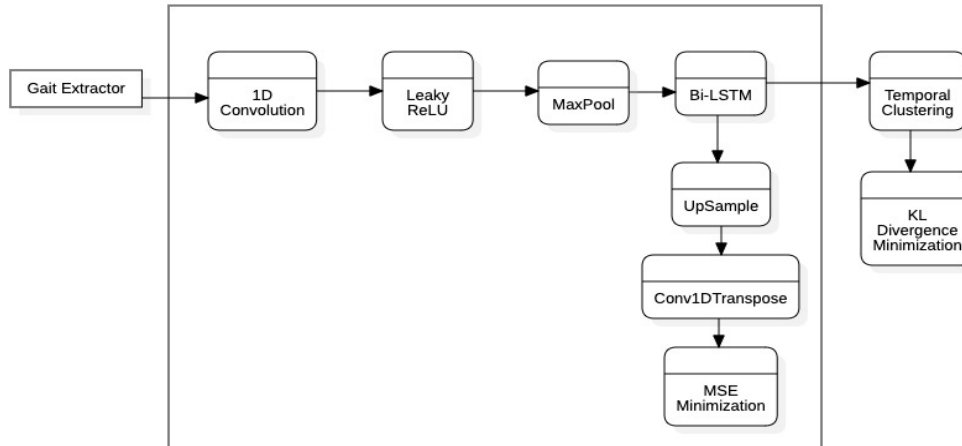 Gait Extractor
1D
Convolution
Leaky
ReLU
MaxPool
Bi-LSTM
Temporal
Clustering
UpSample
KL
Divergence
Minimization
Conv1DTranspose
MSE
Minimization